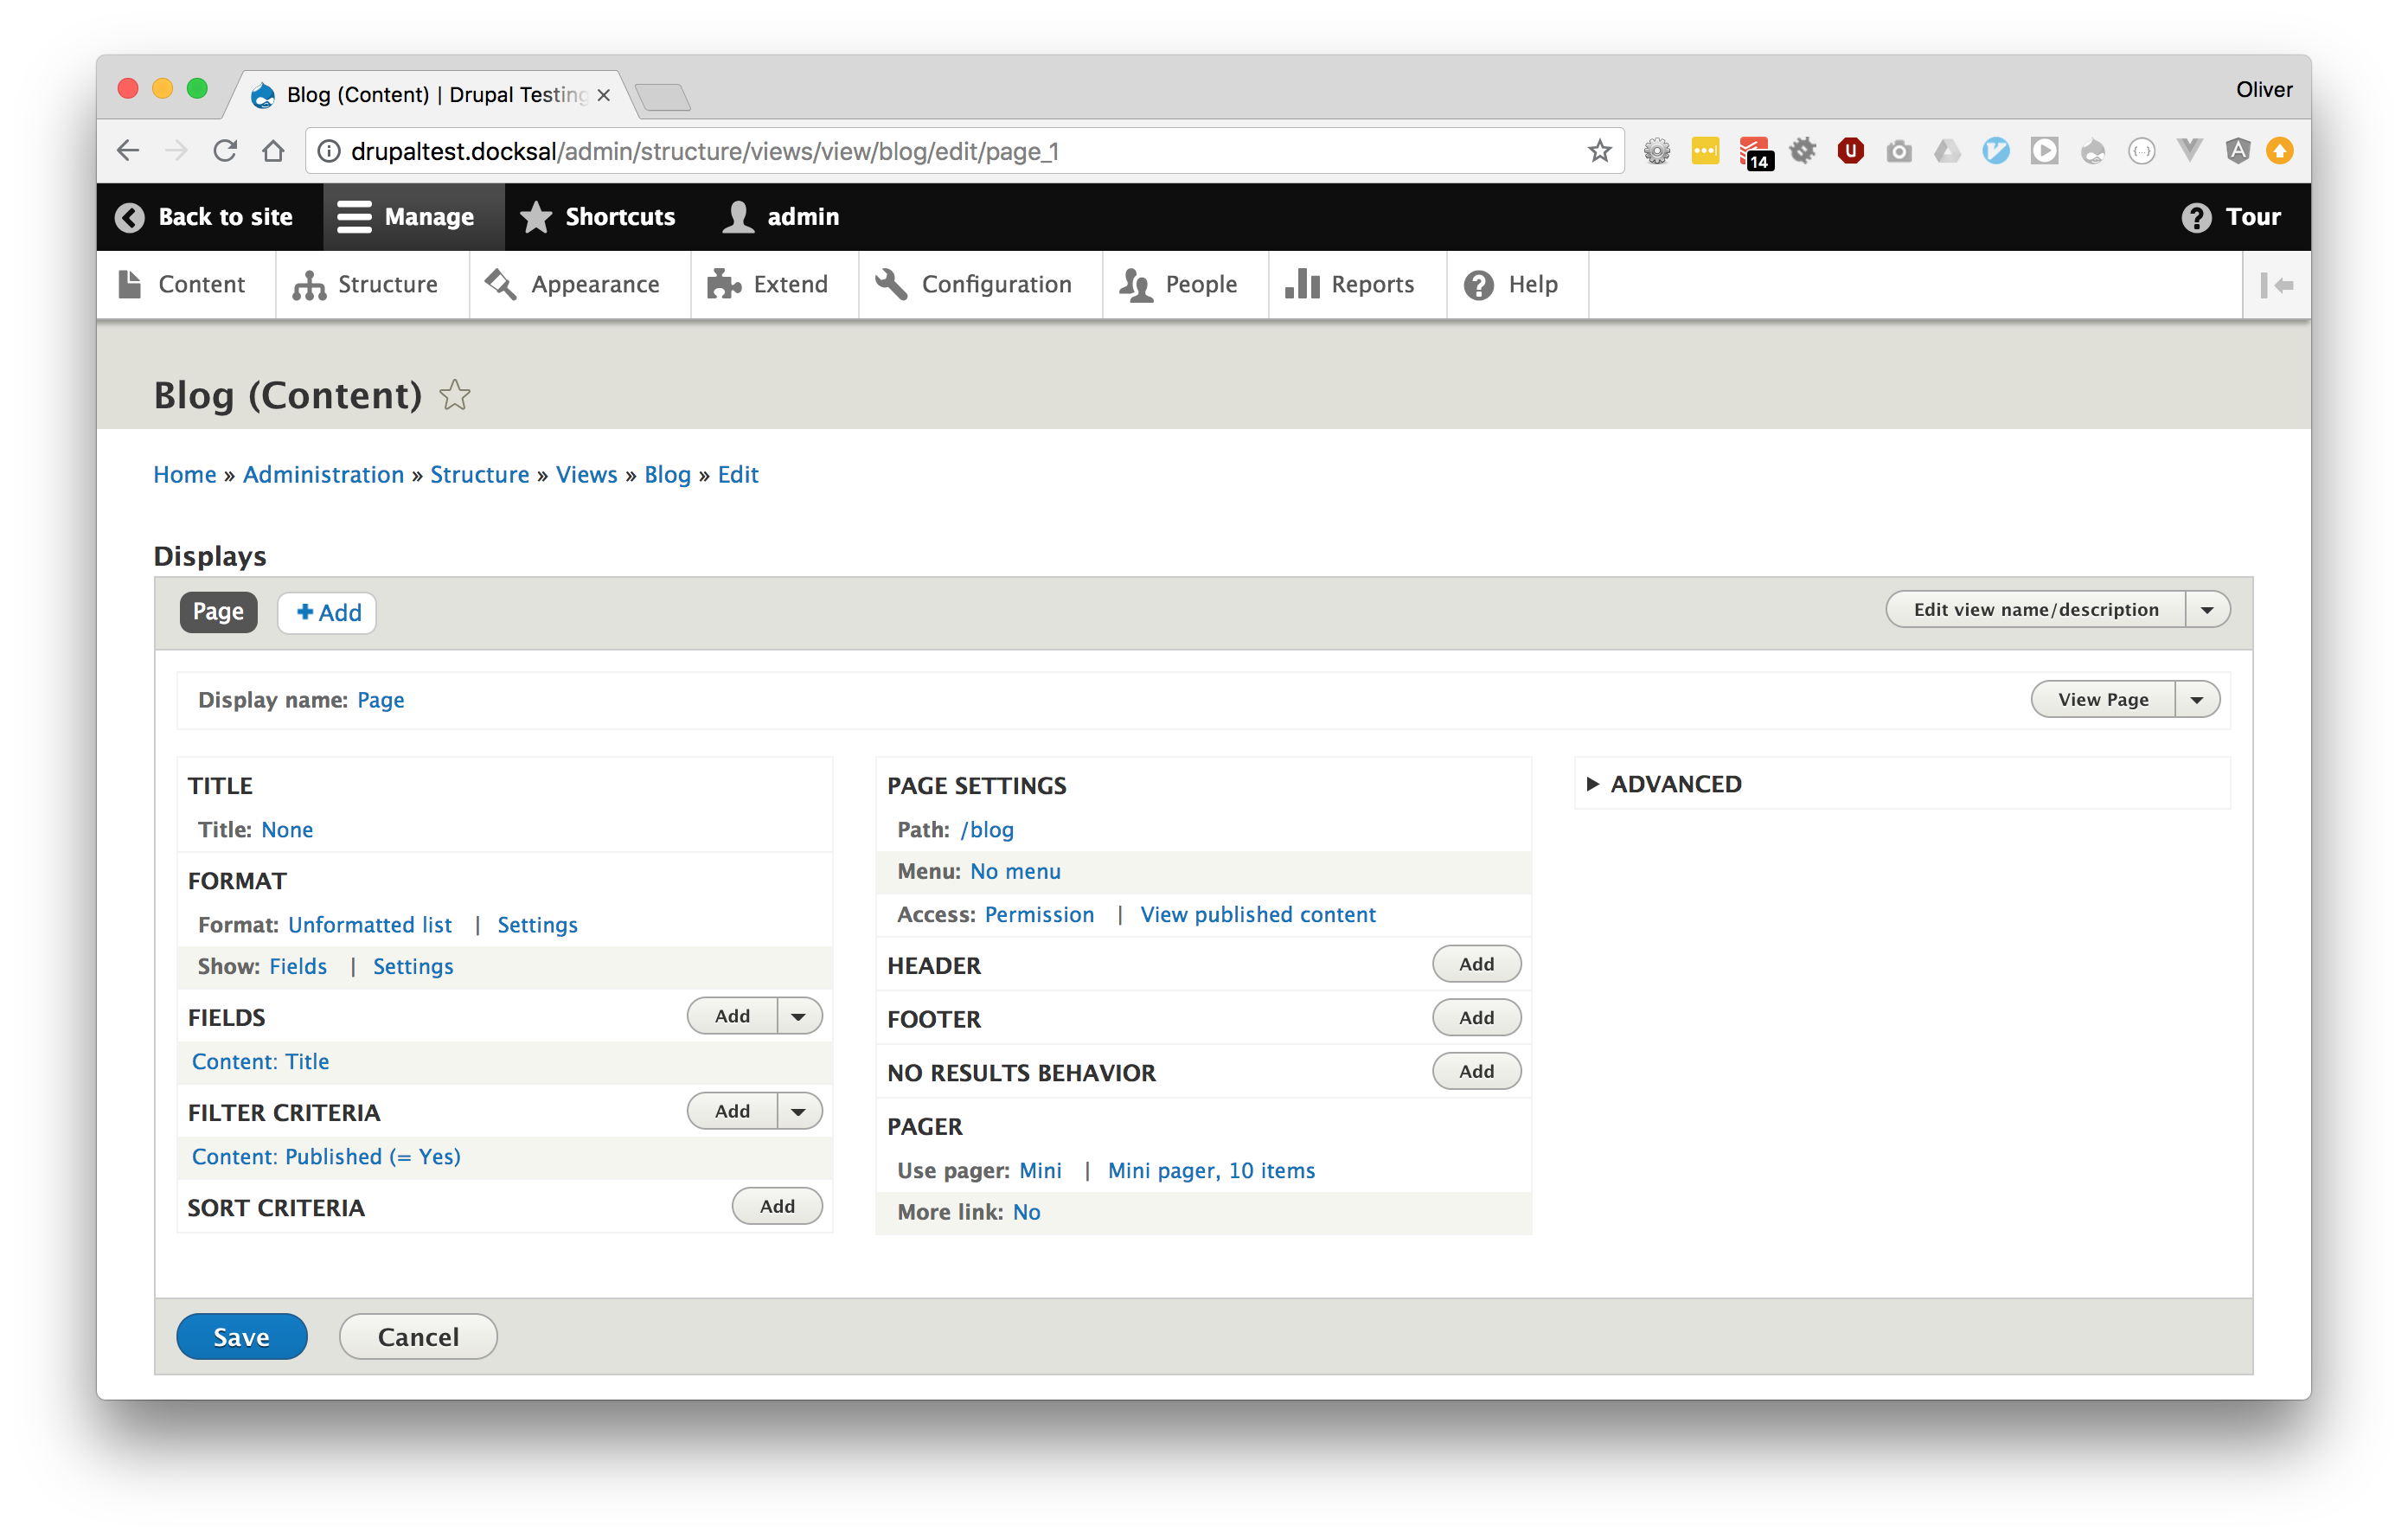 Blog (Content) | Drupal Testing
Oliver
drupaltest.docksal/admin/structure/views/view/blog/edit/page_1
14
Back to site
Manage
Shortcuts
admin
Tour
Content
Structure
Appearance
Extend
Configuration
People
Reports
Help
Blog (Content)
Home » Administration » Structure » Views » Blog » Edit
Displays
Page
Add
Edit view name/description
Display name: Page
View Page
TITLE
Title: None
FORMAT
Format: Unformatted list | Settings
Show: Fields | Settings
FIELDS
Add
Content: Title
FILTER CRITERIA
Add
Content: Published (= Yes)
SORT CRITERIA
Add
PAGE SETTINGS
Path: /blog
Menu: No menu
Access: Permission | View published content
HEADER
Add
FOOTER
Add
NO RESULTS BEHAVIOR
Add
PAGER
Use pager: Mini | Mini pager, 10 items
More link: No
ADVANCED
Save
Cancel